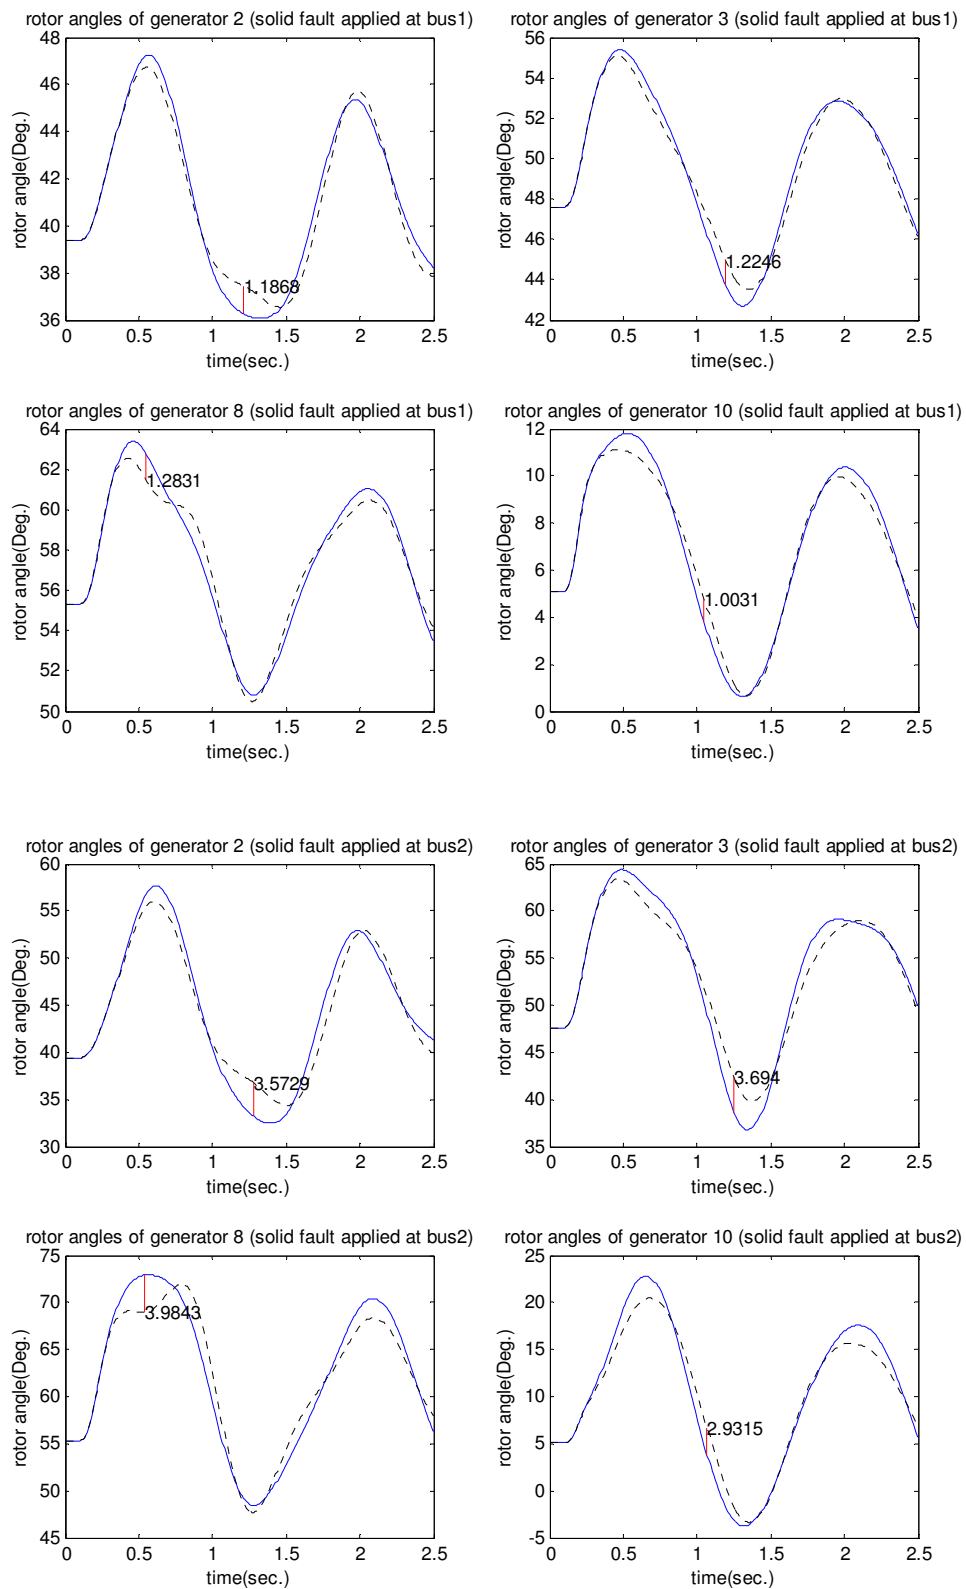 rotor angles of generator 2 (solid fault applied at bus1)
48
46
44
42
40
38
36
rotor angle(Deg.)
1.1868
0 0.5 1 1.5 2 2.5
time(sec.)
rotor angles of generator 3 (solid fault applied at bus1)
56
54
52
50
48
46
44
42
rotor angle(Deg.)
1.2246
0 0.5 1 1.5 2 2.5
time(sec.)
rotor angles of generator 8 (solid fault applied at bus1)
64
62
60
58
56
54
52
50
rotor angle(Deg.)
1.2831
0 0.5 1 1.5 2 2.5
time(sec.)
rotor angles of generator 10 (solid fault applied at bus1)
12
10
8
6
4
2
0
rotor angle(Deg.)
1.0031
0 0.5 1 1.5 2 2.5
time(sec.)
rotor angles of generator 2 (solid fault applied at bus2)
60
55
50
45
40
35
30
rotor angle(Deg.)
3.5729
0 0.5 1 1.5 2 2.5
time(sec.)
rotor angles of generator 3 (solid fault applied at bus2)
65
60
55
50
45
40
35
rotor angle(Deg.)
3.694
0 0.5 1 1.5 2 2.5
time(sec.)
rotor angles of generator 8 (solid fault applied at bus2)
75
70
65
60
55
50
45
rotor angle(Deg.)
3.9843
0 0.5 1 1.5 2 2.5
time(sec.)
rotor angles of generator 10 (solid fault applied at bus2)
25
20
15
10
5
0
-5
rotor angle(Deg.)
2.9315
0 0.5 1 1.5 2 2.5
time(sec.)